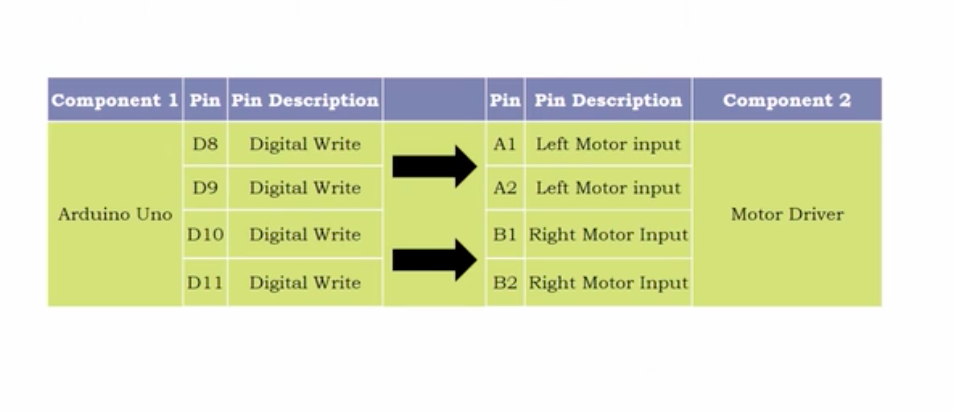 Component 1 Pin Pin Description Pin Pin Description Component 2
D8 Digital Write A1 Left Motor input
D9 Digital Write A2 Left Motor input
Arduino Uno Motor Driver
D10 Digital Write B1 Right Motor Input
D11 Digital Write B2 Right Motor Input